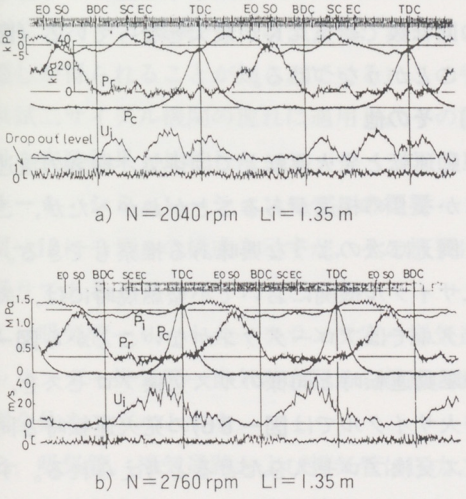 EO SO BDC SC EC TDC EO SO BDC SC EC TDC
kPa 5 0 -5
kPa 40 20 0
Pi
Pr
Pc
Ui
Drop out level
1
0
a) N = 2040 rpm Li = 1.35 m
EO SO BDC SC EC TDC EO SO BDC SC EC TDC EO SO BDC
MPa 1.5 1.0 0.5 0
Pi
Pr
Pc
m/s 40 20 0
Ui
1
0
b) N = 2760 rpm Li = 1.35 m